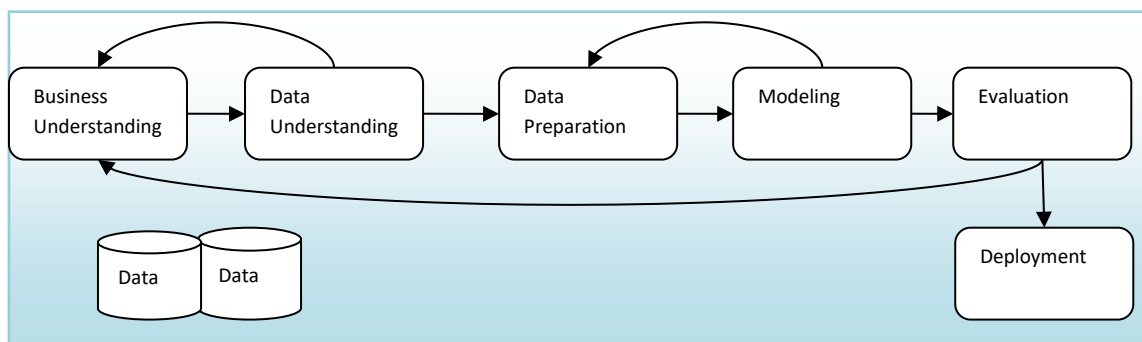 Business
Understanding
Data
Understanding
Data
Preparation
Modeling
Evaluation
Deployment
Data
Data